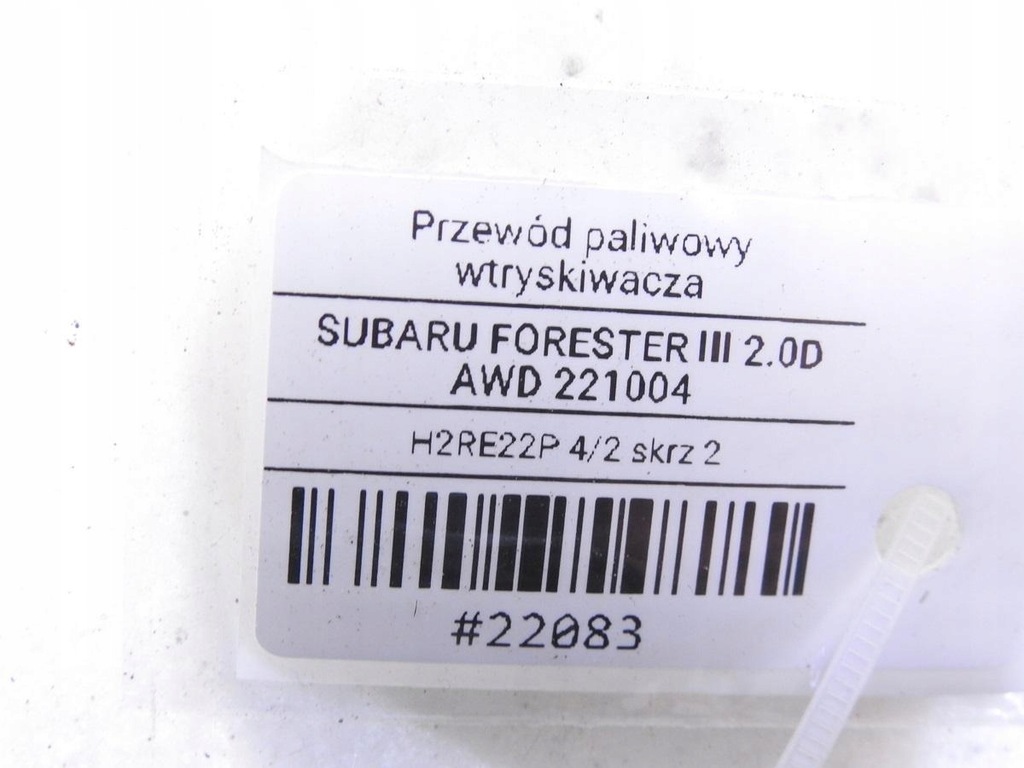 Przewód paliwowy
wtryskiwacza
SUBARU FORESTER III 2.0D
AWD 221004
H2RE22P 4/2 skrz 2
#22083